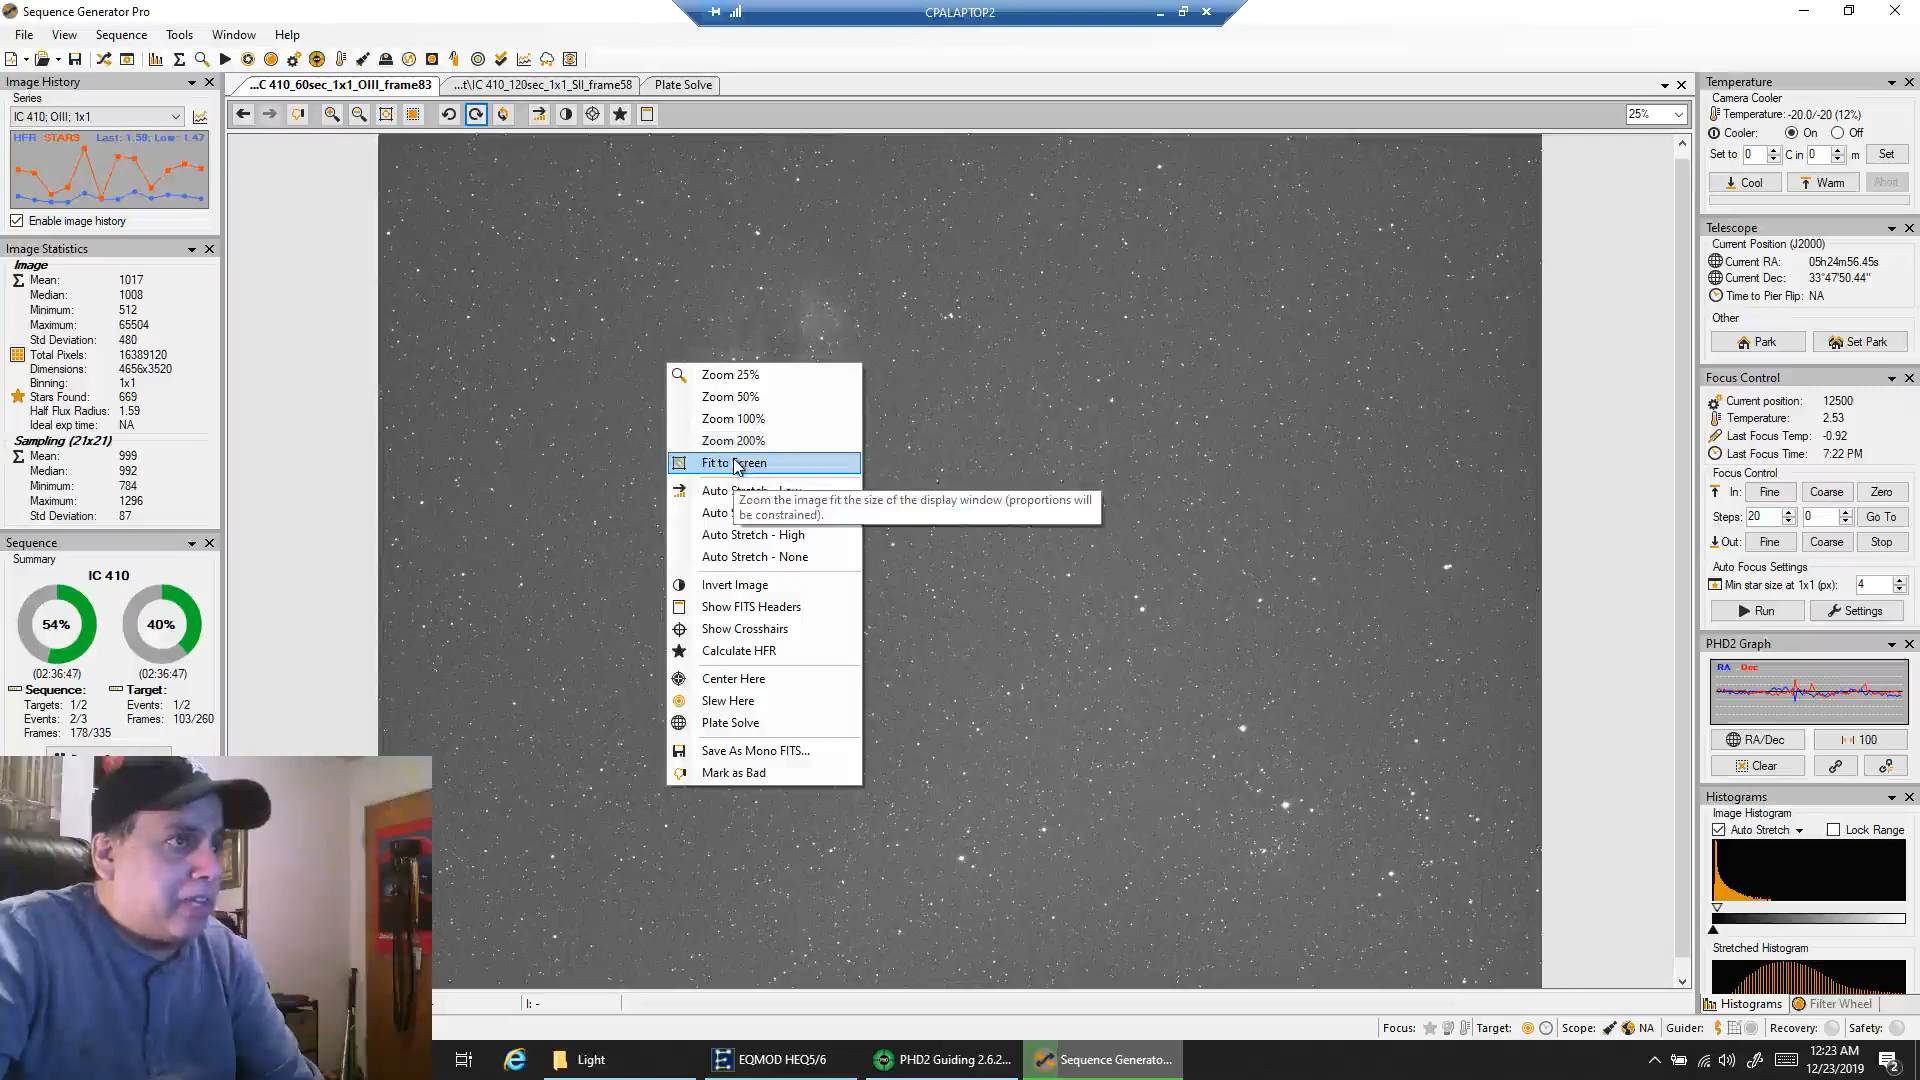 Sequence Generator Pro
CPALAPTOP2
File View Sequence Tools Window Help
Image History
Series
IC 410; OIII; 1x1
HFR STARS Last: 1.59; Low: 1.47
Enable image history
Image Statistics
Image
Mean: 1017
Median: 1008
Minimum: 512
Maximum: 65504
Std Deviation: 480
Total Pixels: 16389120
Dimensions: 4656x3520
Binning: 1x1
Stars Found: 669
Half Flux Radius: 1.59
Ideal exp time: NA
Sampling (21x21)
Mean: 999
Median: 992
Minimum: 784
Maximum: 1296
Std Deviation: 87
Sequence
Summary
IC 410
54% 40%
(02:36:47) (02:36:47)
Sequence: Target:
Targets: 1/2 Events: 1/2
Events: 2/3 Frames: 103/260
Frames: 178/335
...C 410_60sec_1x1_OIII_frame83 ...t\IC 410_120sec_1x1_SII_frame58 Plate Solve
25%
Zoom 25%
Zoom 50%
Zoom 100%
Zoom 200%
Fit to Screen
Auto Stretch - Low
Auto
Auto Stretch - High
Auto Stretch - None
Zoom the image fit the size of the display window (proportions will
be constrained).
Invert Image
Show FITS Headers
Show Crosshairs
Calculate HFR
Center Here
Slew Here
Plate Solve
Save As Mono FITS...
Mark as Bad
I: -
Temperature
Camera Cooler
Temperature: -20.0/-20 (12%)
Cooler: On Off
Set to 0 C in 0 m Set
Cool Warm Abort
Telescope
Current Position (J2000)
Current RA: 05h24m56.45s
Current Dec: 33°47'50.44"
Time to Pier Flip: NA
Other
Park Set Park
Focus Control
Current position: 12500
Temperature: 2.53
Last Focus Temp: -0.92
Last Focus Time: 7:22 PM
Focus Control
In: Fine Coarse Zero
Steps: 20 0 Go To
Out: Fine Coarse Stop
Auto Focus Settings
Min star size at 1x1 (px): 4
Run Settings
PHD2 Graph
RA/ Dec
RA/Dec 100
Clear
Histograms
Image Histogram
Auto Stretch Lock Range
Stretched Histogram
Histograms Filter Wheel
Focus: Target: Scope: NA Guider: Recovery: Safety:
Light EQMOD HEQ5/6 PHD2 Guiding 2.6.2... Sequence Generato...
12:23 AM
12/23/2019
2